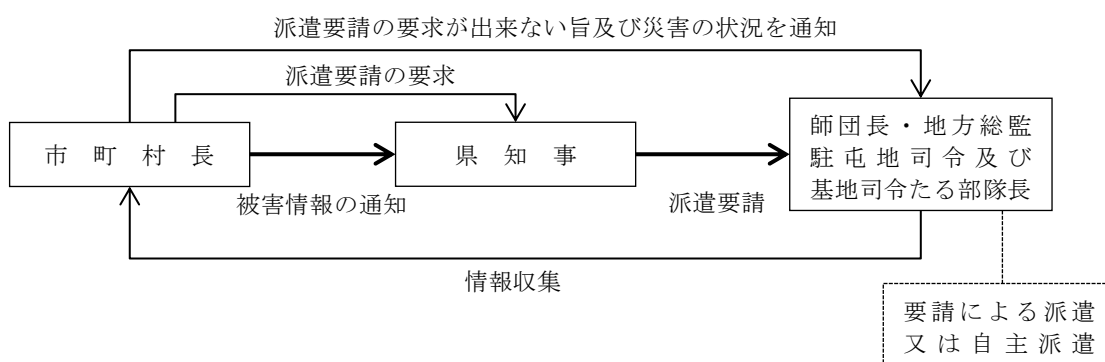 派遣要請の要求が出来ない旨及び災害の状況を通知
派遣要請の要求
市町村長
県知事
師団長・地方総監
駐屯地司令及び
基地司令たる部隊長
被害情報の通知
派遣要請
情報収集
要請による派遣
又は自主派遣